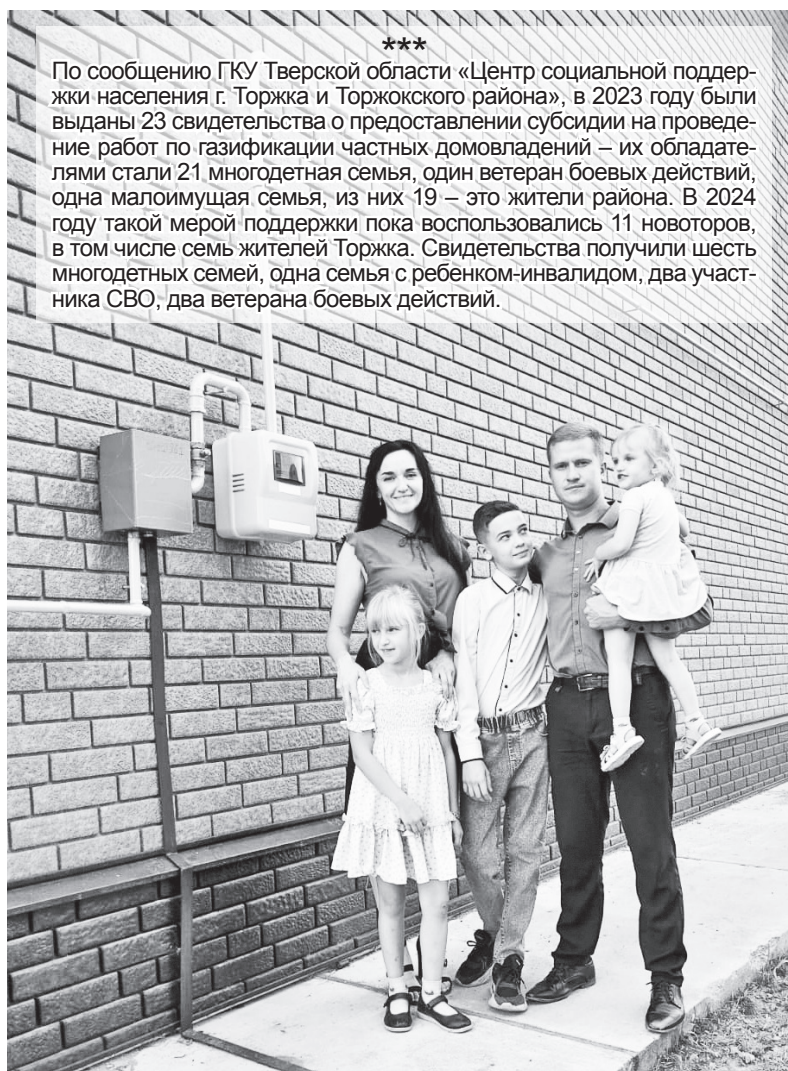 ***
По сообщению ГКУ Тверской области «Центр социальной поддер-
жки населения г. Торжка и Торжокского района», в 2023 году были
выданы 23 свидетельства о предоставлении субсидии на проведе-
ние работ по газификации частных домовладений – их обладате-
лями стали 21 многодетная семья, один ветеран боевых действий,
одна малоимущая семья, из них 19 – это жители района. В 2024
году такой мерой поддержки пока воспользовались 11 новоторов,
в том числе семь жителей Торжка. Свидетельства получили шесть
многодетных семей, одна семья с ребенком-инвалидом, два участ-
ника СВО, два ветерана боевых действий.